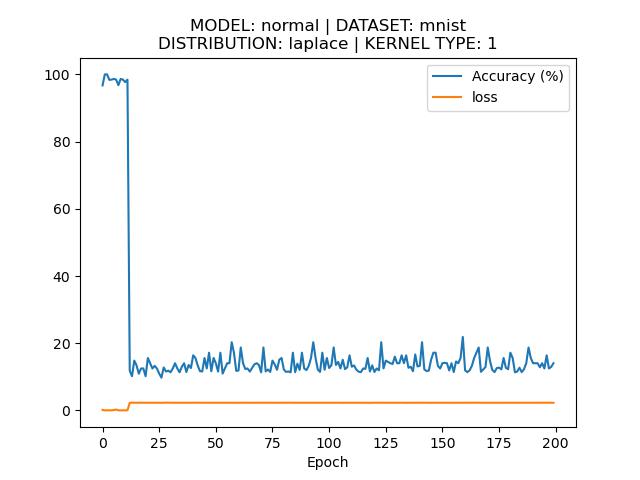 MODEL: normal | DATASET: mnist
DISTRIBUTION: laplace | KERNEL TYPE: 1
100
80
60
40
20
0
Accuracy (%)
loss
0 25 50 75 100 125 150 175 200
Epoch